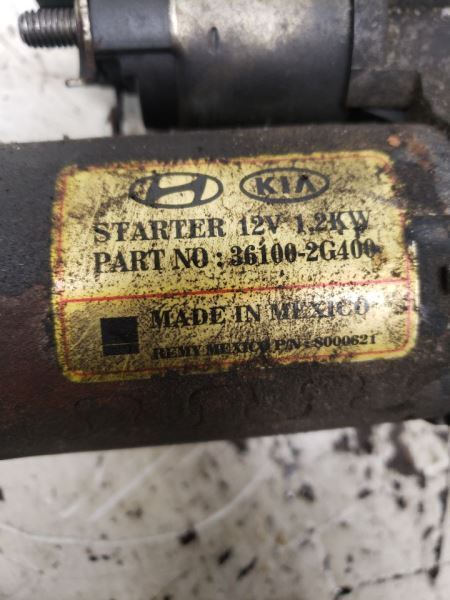 KIA
STARTER 12V 1.2KW
PART NO : 36100-2G400
MADE IN MEXICO
REMY MEXICO P/N : 8000621